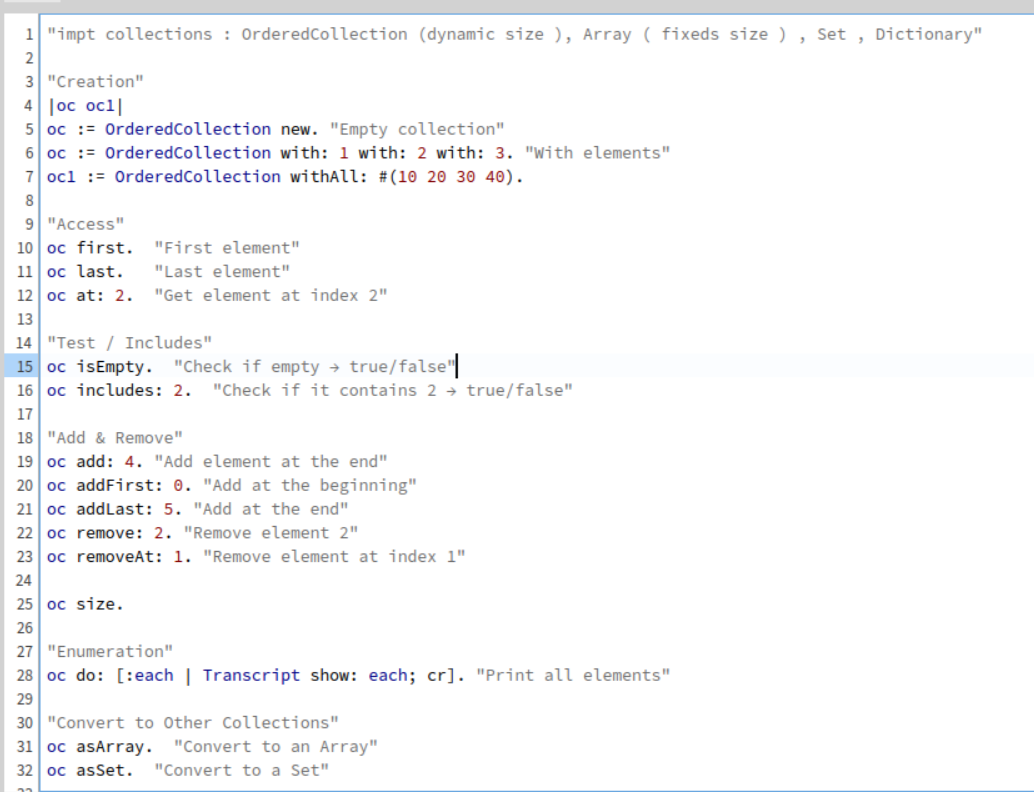 1 "impt collections : OrderedCollection (dynamic size ), Array ( fixeds size ) , Set , Dictionary"
2
3 "Creation"
4 |oc oc1|
5 oc := OrderedCollection new. "Empty collection"
6 oc := OrderedCollection with: 1 with: 2 with: 3. "With elements"
7 oc1 := OrderedCollection withAll: #(10 20 30 40).
8
9 "Access"
10 oc first.  "First element"
11 oc last.   "Last element"
12 oc at: 2.  "Get element at index 2"
13
14 "Test / Includes"
15 oc isEmpty.  "Check if empty → true/false"
16 oc includes: 2.  "Check if it contains 2 → true/false"
17
18 "Add & Remove"
19 oc add: 4. "Add element at the end"
20 oc addFirst: 0. "Add at the beginning"
21 oc addLast: 5. "Add at the end"
22 oc remove: 2. "Remove element 2"
23 oc removeAt: 1. "Remove element at index 1"
24
25 oc size.
26
27 "Enumeration"
28 oc do: [:each | Transcript show: each; cr]. "Print all elements"
29
30 "Convert to Other Collections"
31 oc asArray.  "Convert to an Array"
32 oc asSet.  "Convert to a Set"